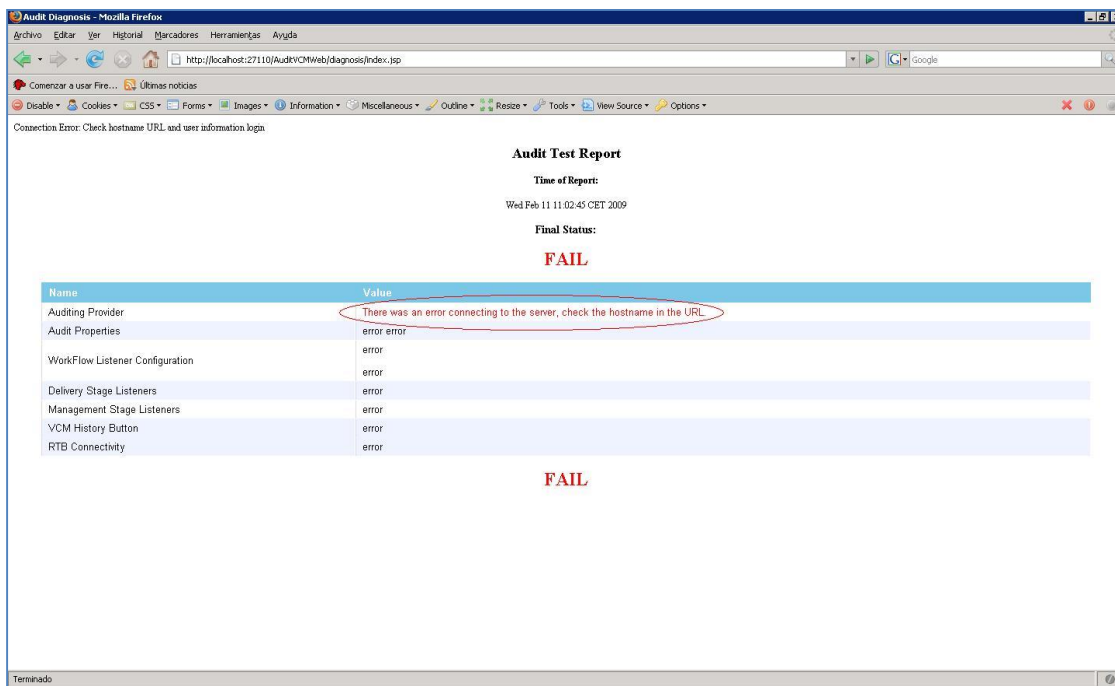 Audit Diagnosis - Mozilla Firefox
Archivo Editar Ver Historial Marcadores Herramientas Ayuda
http://localhost:27110/AuditVCMWeb/diagnosis/index.jsp
Google
Comenzar a usar Fire... Últimas noticias
Disable Cookies CSS Forms Images Information Miscellaneous Outline Resize Tools View Source Options
Connection Error: Check hostname URL and user information login
Audit Test Report
Time of Report:
Wed Feb 11 11:02:45 CET 2009
Final Status:
FAIL
Name Value
Auditing Provider There was an error connecting to the server, check the hostname in the URL.
Audit Properties error error
WorkFlow Listener Configuration error
error
Delivery Stage Listeners error
Management Stage Listeners error
VCM History Button error
RTB Connectivity error
FAIL
Terminado